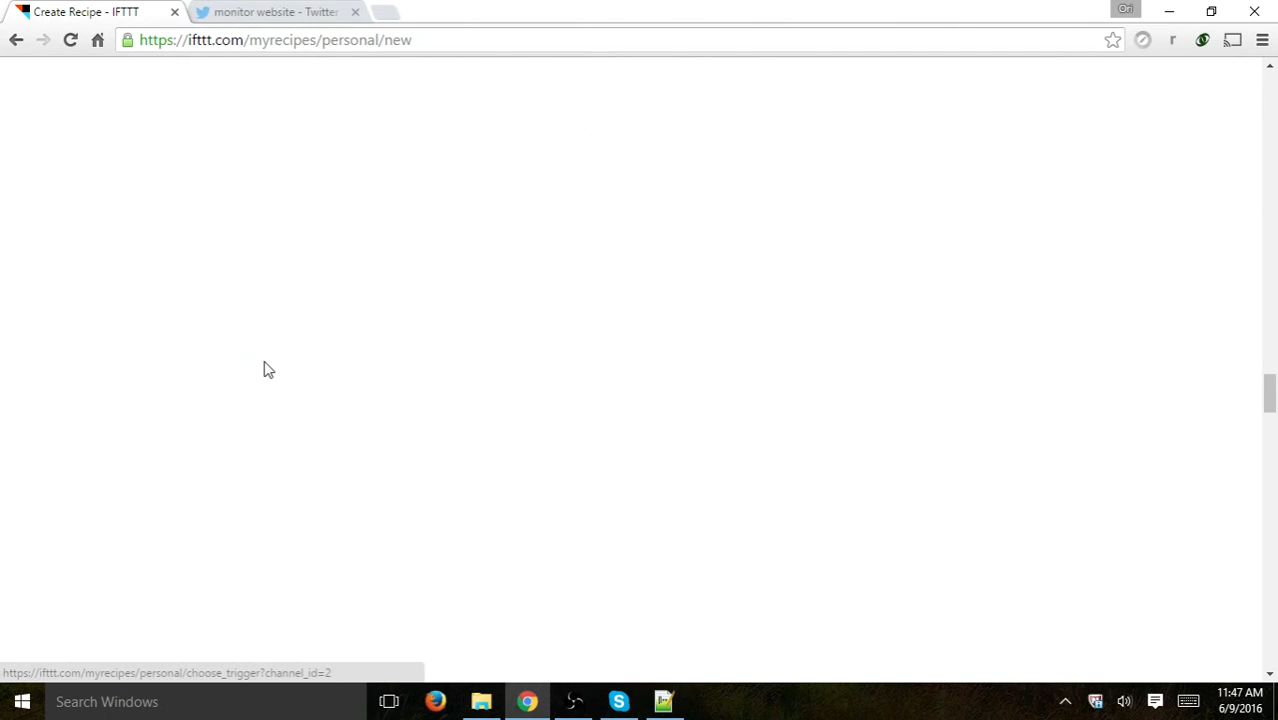 Create Recipe - IFTTT
monitor website - Twitter
Ori
https://ifttt.com/myrecipes/personal/new
https://ifttt.com/myrecipes/personal/choose_trigger?channel_id=2
Search Windows
11:47 AM
6/9/2016